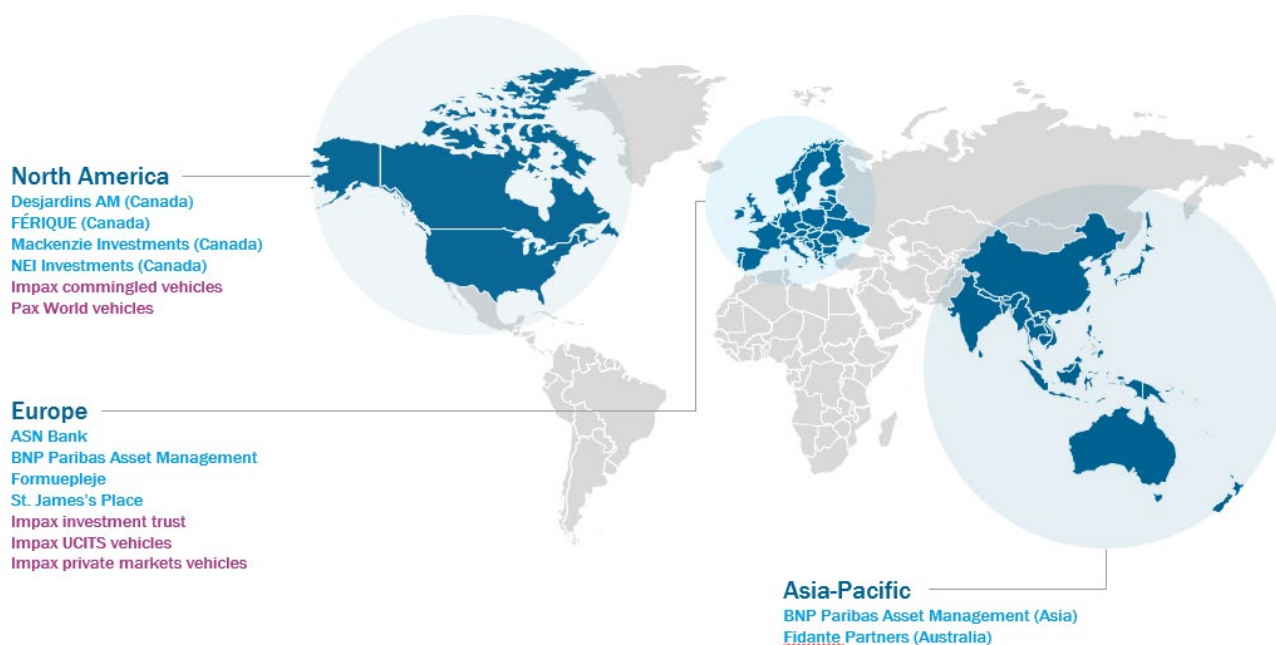 North America
Desjardins AM (Canada)
FÉRIQUE (Canada)
Mackenzie Investments (Canada)
NEI Investments (Canada)
Impax commingled vehicles
Pax World vehicles
Europe
ASN Bank
BNP Paribas Asset Management
Formuepleje
St. James’s Place
Impax investment trust
Impax UCITS vehicles
Impax private markets vehicles
Asia-Pacific
BNP Paribas Asset Management (Asia)
Fidante Partners (Australia)